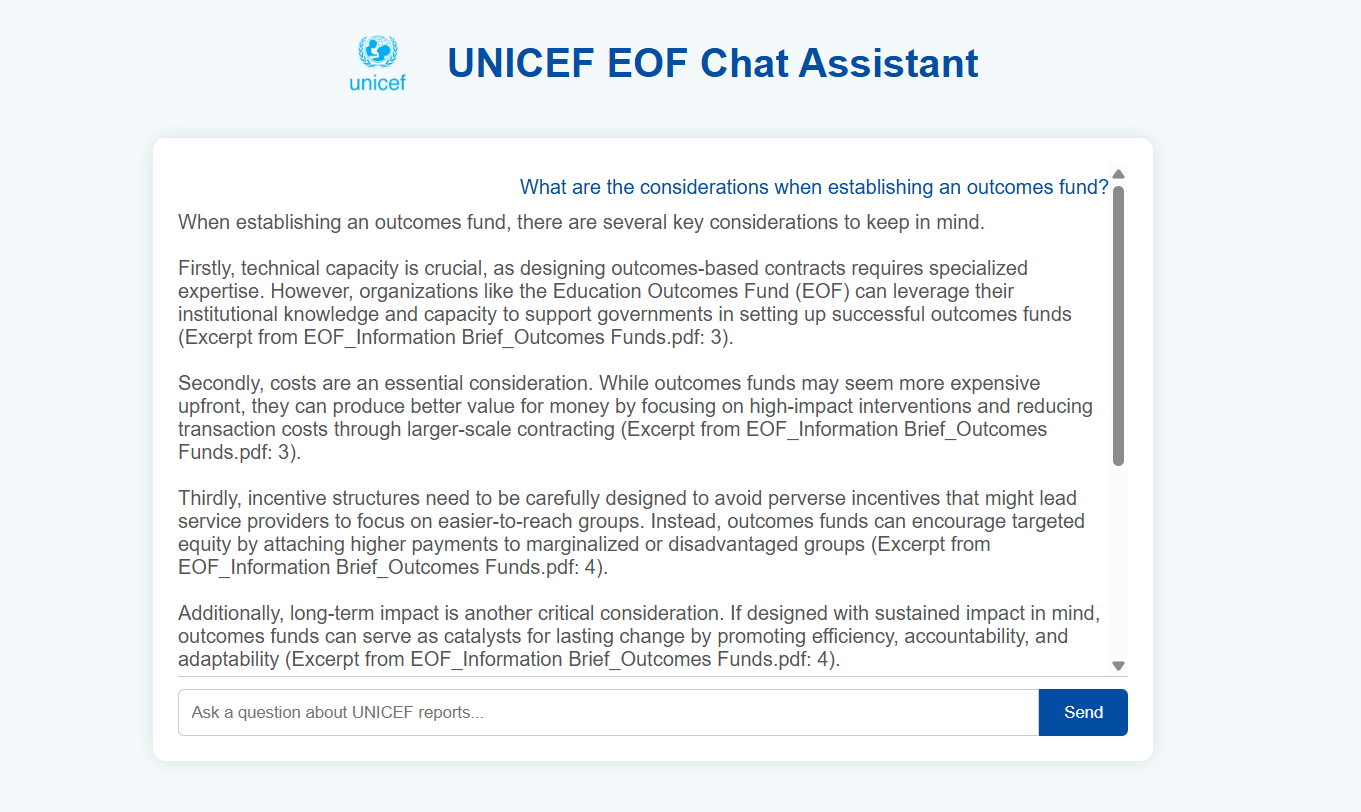 unicef
UNICEF EOF Chat Assistant
What are the considerations when establishing an outcomes fund?
When establishing an outcomes fund, there are several key considerations to keep in mind.
Firstly, technical capacity is crucial, as designing outcomes-based contracts requires specialized
expertise. However, organizations like the Education Outcomes Fund (EOF) can leverage their
institutional knowledge and capacity to support governments in setting up successful outcomes funds
(Excerpt from EOF_Information Brief_Outcomes Funds.pdf: 3).
Secondly, costs are an essential consideration. While outcomes funds may seem more expensive
upfront, they can produce better value for money by focusing on high-impact interventions and reducing
transaction costs through larger-scale contracting (Excerpt from EOF_Information Brief_Outcomes
Funds.pdf: 3).
Thirdly, incentive structures need to be carefully designed to avoid perverse incentives that might lead
service providers to focus on easier-to-reach groups. Instead, outcomes funds can encourage targeted
equity by attaching higher payments to marginalized or disadvantaged groups (Excerpt from
EOF_Information Brief_Outcomes Funds.pdf: 4).
Additionally, long-term impact is another critical consideration. If designed with sustained impact in mind,
outcomes funds can serve as catalysts for lasting change by promoting efficiency, accountability, and
adaptability (Excerpt from EOF_Information Brief_Outcomes Funds.pdf: 4).
Ask a question about UNICEF reports...
Send